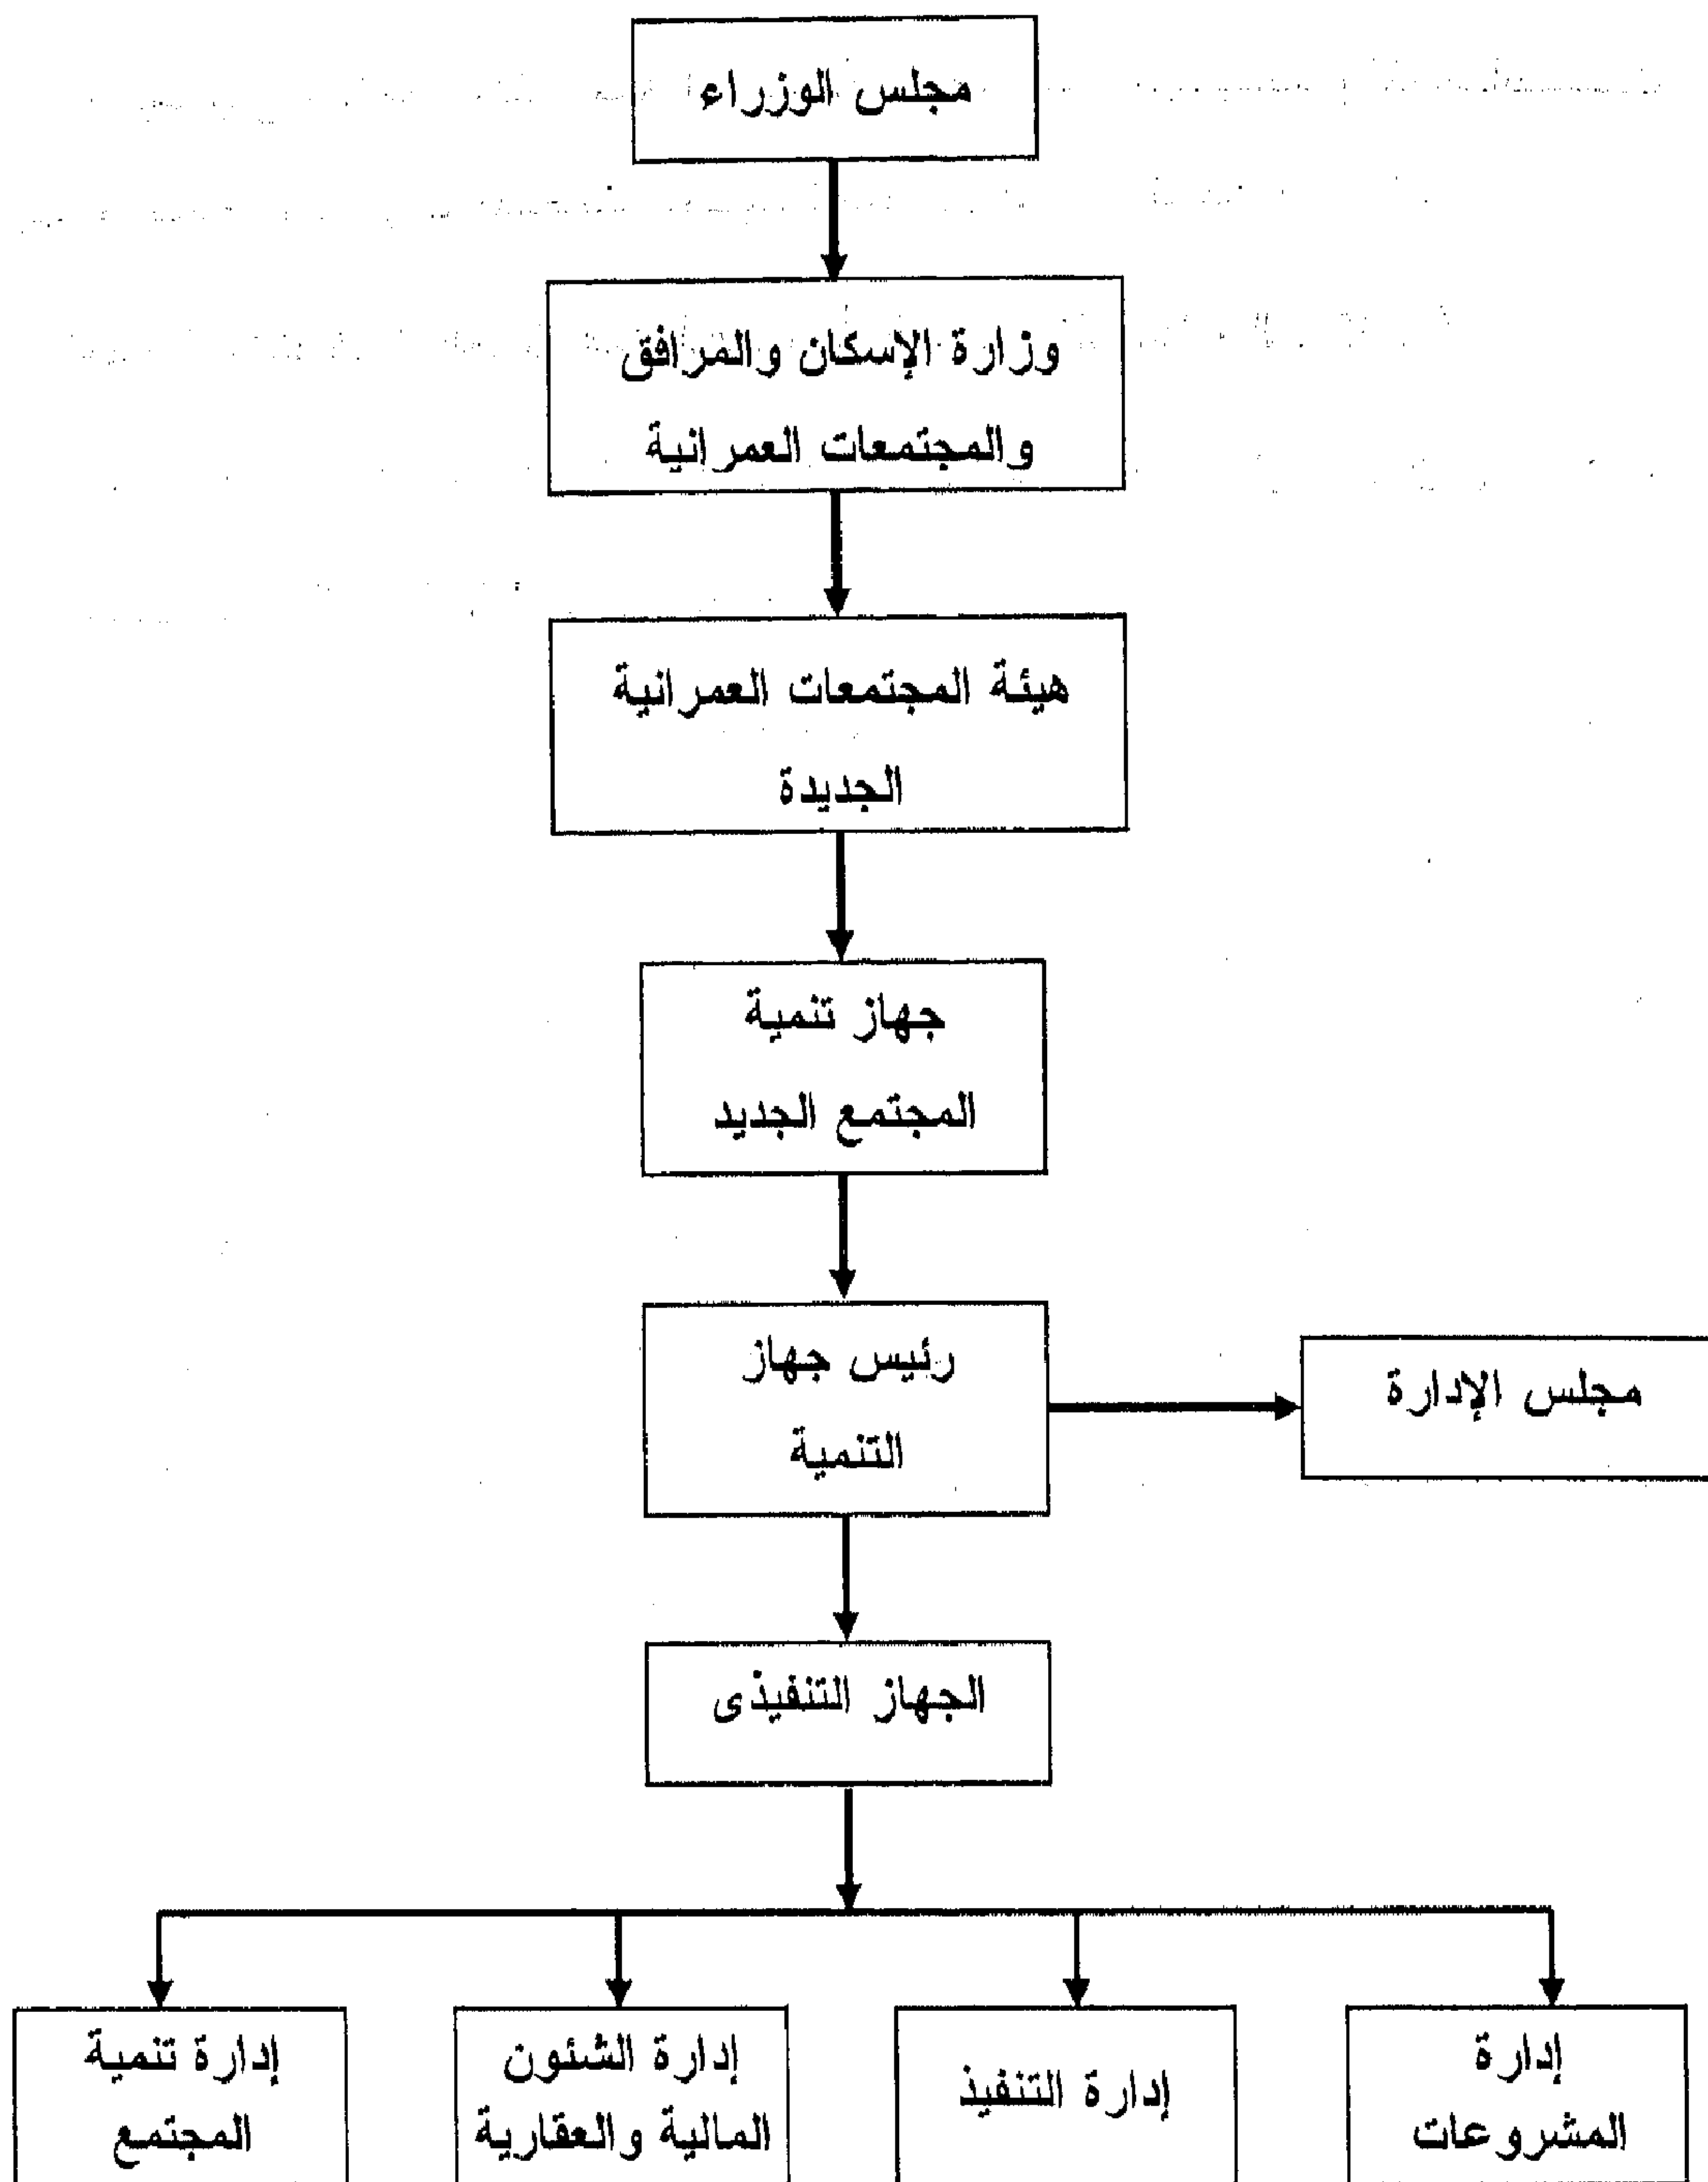 مجلس الوزراء
وزارة الإسكان والمرافق
والمجتمعات العمرانية
هيئة المجتمعات العمرانية
الجديدة
جهاز تنمية
المجتمع الجديد
رئيس جهاز
التنمية
مجلس الإدارة
الجهاز التنفيذى
إدارة
المشروعات
إدارة التنفيذ
إدارة الشئون
المالية والعقارية
إدارة تنمية
المجتمع